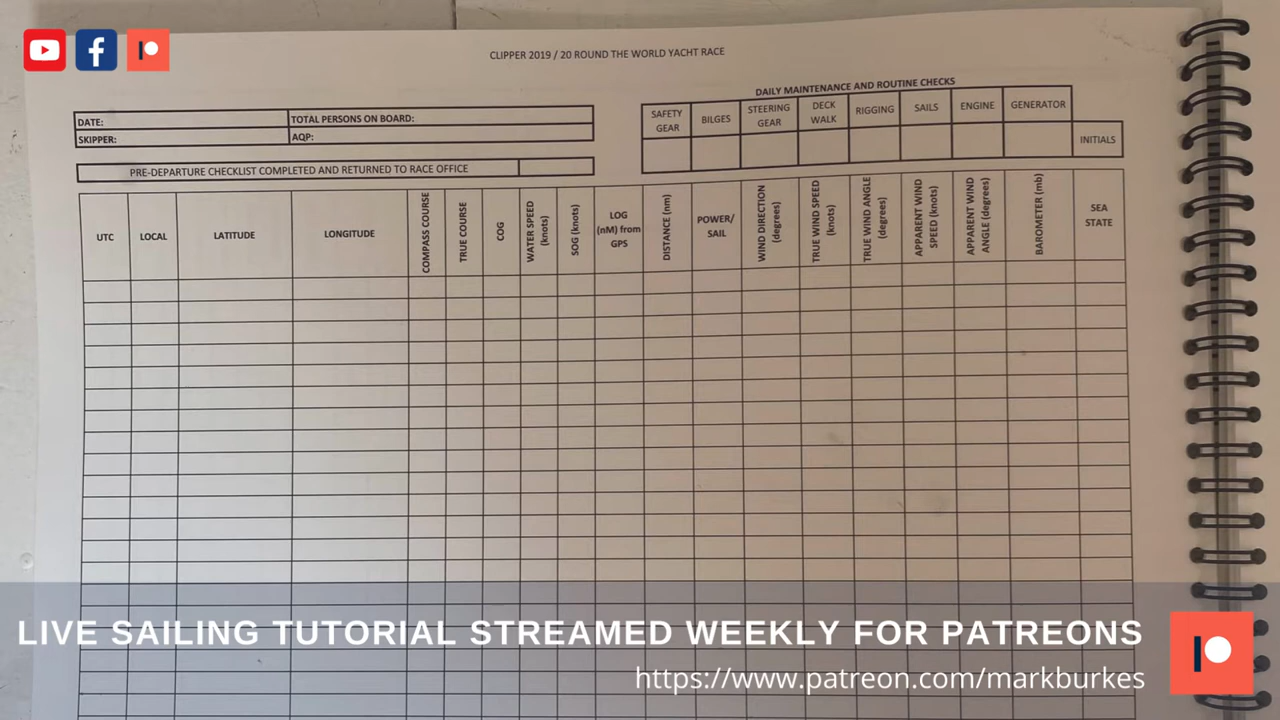 CLIPPER 2019 / 20 ROUND THE WORLD YACHT RACE
DAILY MAINTENANCE AND ROUTINE CHECKS
DATE:
TOTAL PERSONS ON BOARD:
SKIPPER:
AQP:
SAFETY
GEAR
BILGES
STEERING
GEAR
DECK
WALK
RIGGING
SAILS
ENGINE
GENERATOR
INITIALS
PRE-DEPARTURE CHECKLIST COMPLETED AND RETURNED TO RACE OFFICE
UTC
LOCAL
LATITUDE
LONGITUDE
COMPASS COURSE
TRUE COURSE
COG
WATER SPEED
(knots)
SOG (knots)
LOG
(nM) from
GPS
DISTANCE (nm)
POWER/
SAIL
WIND DIRECTION
(degrees)
TRUE WIND SPEED
(knots)
TRUE WIND ANGLE
(degrees)
APPARENT WIND
SPEED (knots)
APPARENT WIND
ANGLE (degrees)
BAROMETER (mb)
SEA
STATE
LIVE SAILING TUTORIAL STREAMED WEEKLY FOR PATREONS
https://www.patreon.com/markburkes